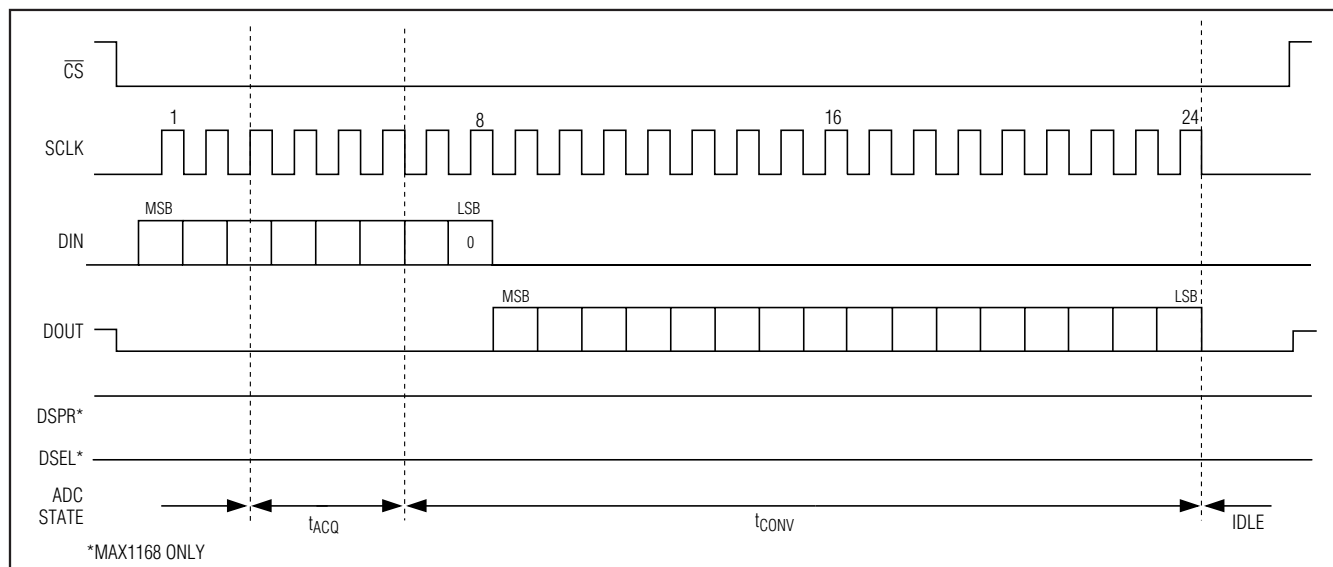 CS
1 8 16 24
SCLK
MSB LSB
DIN 0
MSB LSB
DOUT
DSPR*
DSEL*
ADC
STATE
tACQ tCONV IDLE
*MAX1168 ONLY